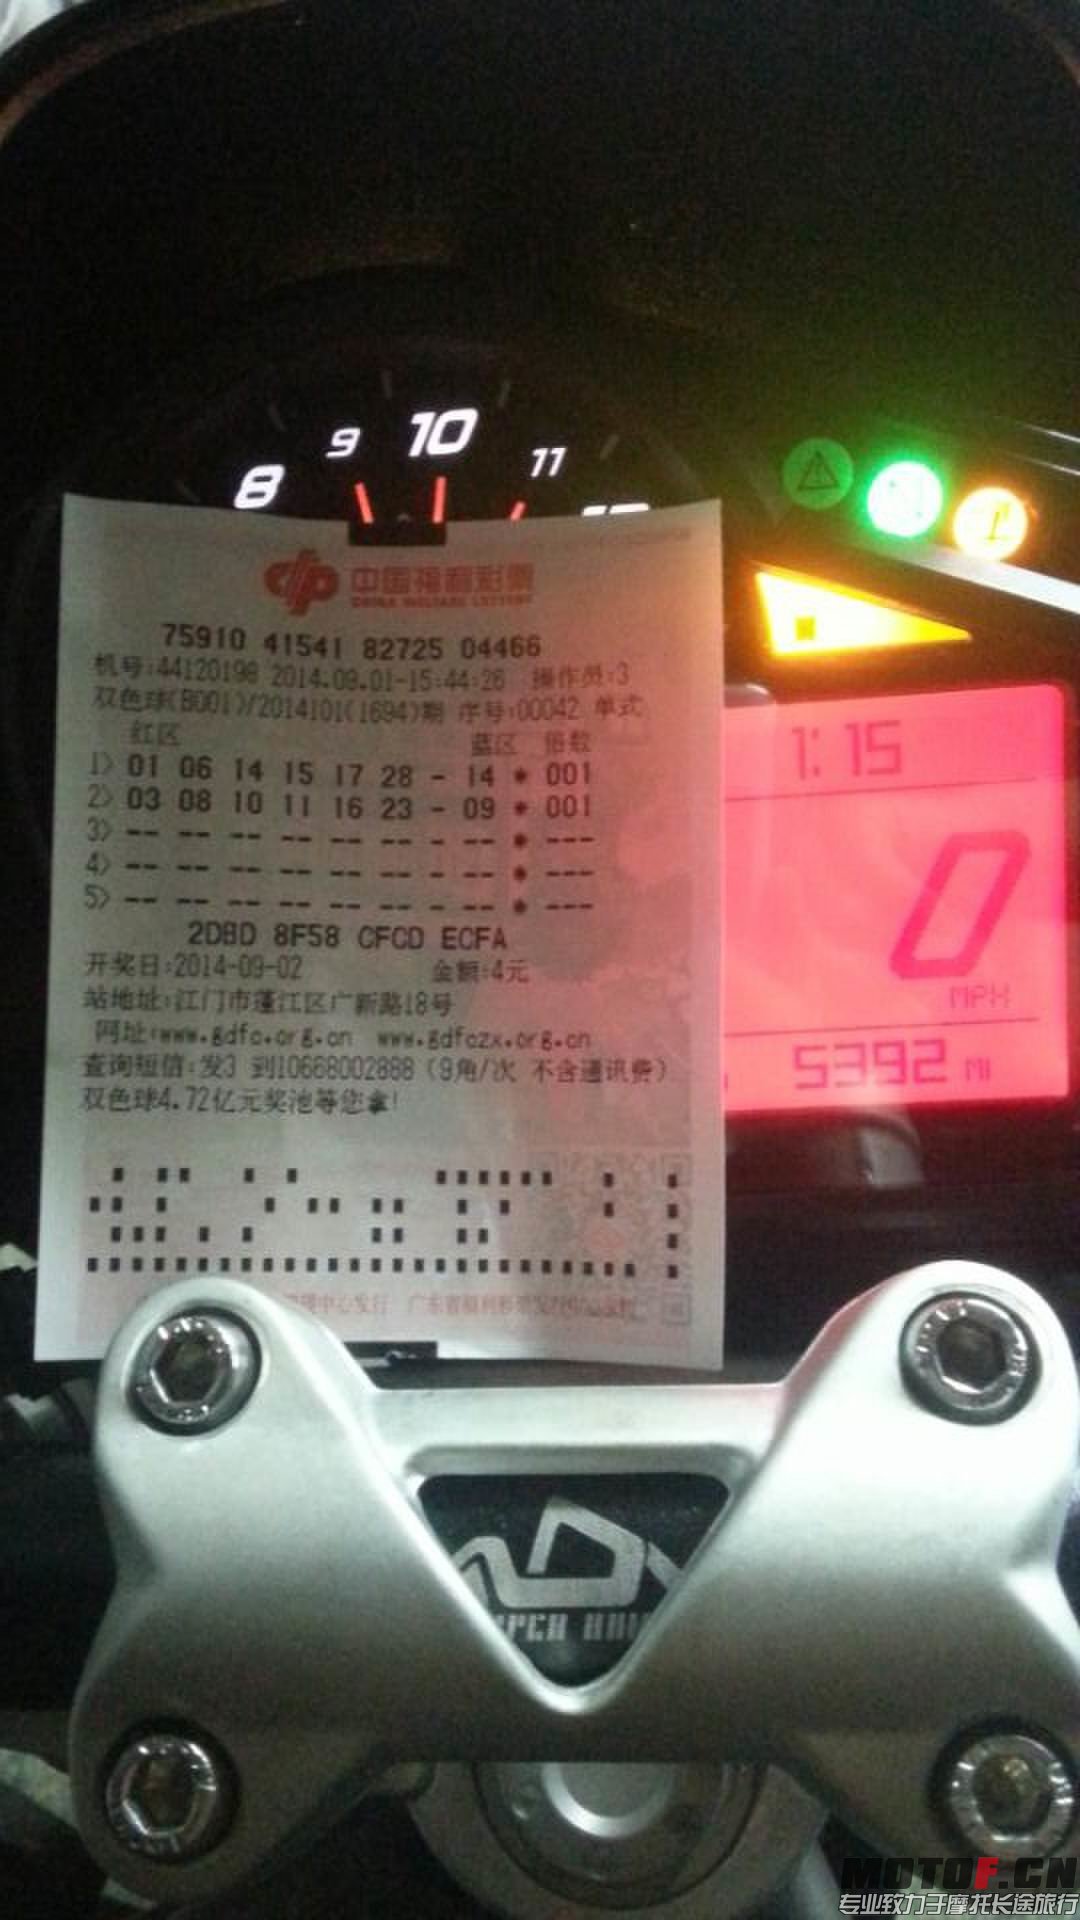 8 9 10 11
中国福利彩票
CHINA WELFARE LOTTERY
75910 41541 82725 04466
机号:44120198 2014.09.01-15:44:26 操作员:3
双色球(B001)/2014101(1694)期 序号:00042 单式
红区 蓝区 倍数
1> 01 06 14 15 17 28 - 14 * 001
2> 03 08 10 11 16 23 - 09 * 001
3> -- -- -- -- -- -- - -- * ---
4> -- -- -- -- -- -- - -- * ---
5> -- -- -- -- -- -- - -- * ---
2DBD 8F58 CFCD ECFA
开奖日:2014-09-02 金额:4元
站地址:江门市蓬江区广新路18号
网址:www.gdfc.org.cn www.gdfczx.org.cn
查询短信:发3 到10668002888 (9角/次 不含通讯费)
双色球4.72亿元奖池等您拿!
中心发行
1:15
0
MPH
5392 MI
MOTOF.CN
专业致力于摩托长途旅行